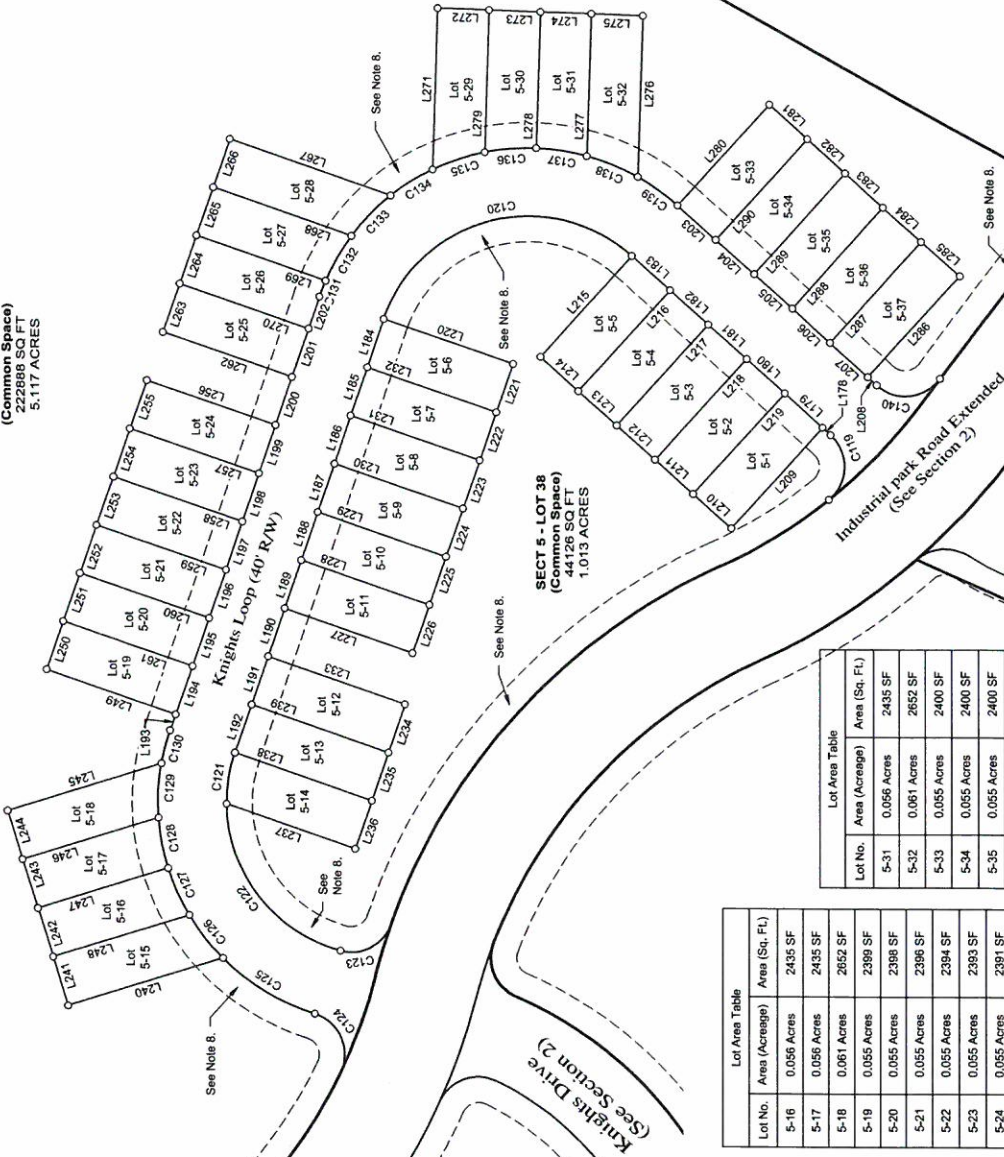 (Common Space)
222888 SQ FT
5.117 ACRES
L272
L273
L274
L275
L271
Lot
5-29
L279
Lot
5-30
L278
Lot
5-31
L277
Lot
5-32
L276
See Note 8.
C134
C135
C136
C137
C138
C139
L266
L267
Lot
5-28
L265
L268
Lot
5-27
L264
L269
Lot
5-26
L263
L270
Lot
5-25
L262
C133
C132
C131
L202
L201
L200
L199
L198
L197
L196
L195
L194
L193
C130
L280
L281
Lot
5-33
L282
L290
Lot
5-34
L283
L289
Lot
5-35
L284
L288
Lot
5-36
L285
L287
Lot
5-37
L286
L203
L204
L205
L206
L207
L208
C140
See Note 8.
C120
See Note 8.
L183
L215
Lot
5-5
L182
L214
L216
Lot
5-4
L181
L213
L217
Lot
5-3
L180
L212
L218
Lot
5-2
L179
L211
L219
Lot
5-1
L210
L209
L178
C119
L255
L256
Lot
5-24
L254
L257
Lot
5-23
L253
L258
Lot
5-22
L252
L259
Lot
5-21
L251
L260
Lot
5-20
L250
L261
Lot
5-19
L249
Knights Loop (40' R/W)
L184
L220
Lot
5-6
L221
L185
L232
Lot
5-7
L222
L186
L231
Lot
5-8
L223
L187
L230
Lot
5-9
L224
L188
L229
Lot
5-10
L225
L189
L228
Lot
5-11
L226
L190
L227
L191
L233
Lot
5-12
L234
L192
L239
Lot
5-13
L235
C121
L238
Lot
5-14
L236
L237
SECT 5 - LOT 38
(Common Space)
44126 SQ FT
1.013 ACRES
Industrial park Road Extended
(See Section 2)
See Note 8.
L244
L245
Lot
5-18
L243
L246
Lot
5-17
L242
L247
Lot
5-16
L241
L248
Lot
5-15
L240
C129
C128
C127
C126
C125
C124
C122
C123
See
Note 8.
See Note 8.
Knights Drive
(See Section 2)
Lot Area Table
Lot No. Area (Acreage) Area (Sq. Ft.)
5-31 0.056 Acres 2435 SF
5-32 0.061 Acres 2652 SF
5-33 0.055 Acres 2400 SF
5-34 0.055 Acres 2400 SF
5-35 0.055 Acres 2400 SF
Lot Area Table
Lot No. Area (Acreage) Area (Sq. Ft.)
5-16 0.056 Acres 2435 SF
5-17 0.056 Acres 2435 SF
5-18 0.061 Acres 2652 SF
5-19 0.055 Acres 2399 SF
5-20 0.055 Acres 2398 SF
5-21 0.055 Acres 2396 SF
5-22 0.055 Acres 2394 SF
5-23 0.055 Acres 2393 SF
5-24 0.055 Acres 2391 SF